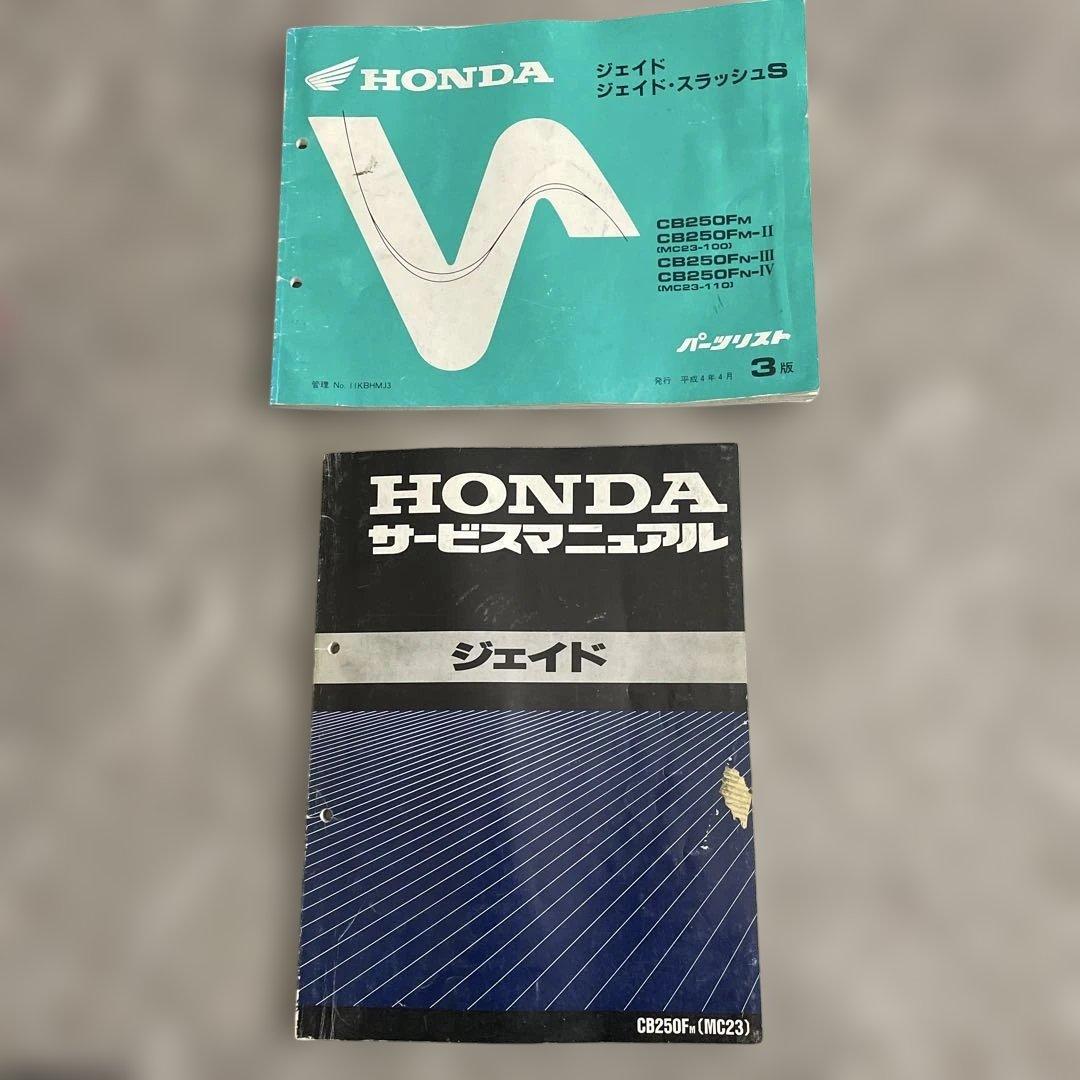 HONDA
ジェイド
ジェイド・スラッシュS
CB250FM
CB250FM-II
(MC23-100)
CB250FN-III
CB250FN-IV
(MC23-110)
パーツリスト
発行 平成4年4月 3版
管理 No. 11KBHMJ3
HONDA
サービスマニュアル
ジェイド
CB250FM (MC23)